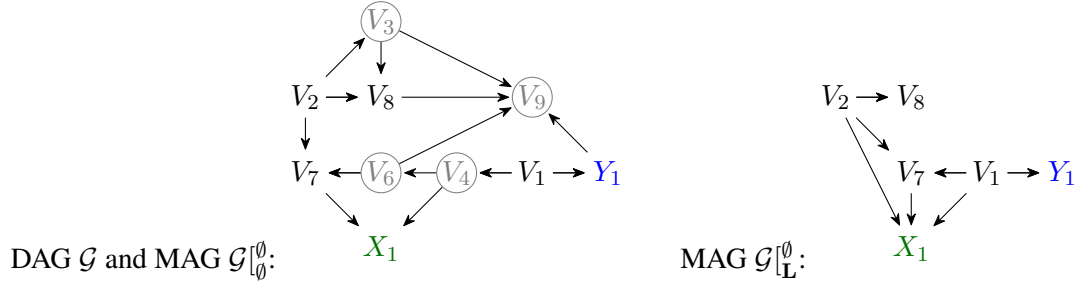 V₃
V₂ V₈ V₉ V₂ V₈
V₇ V₆ V₄ V₁ Y₁ V₇ V₁ Y₁
DAG 𝒢 and MAG 𝒢[^∅_∅: X₁ MAG 𝒢[^∅_𝐋: X₁